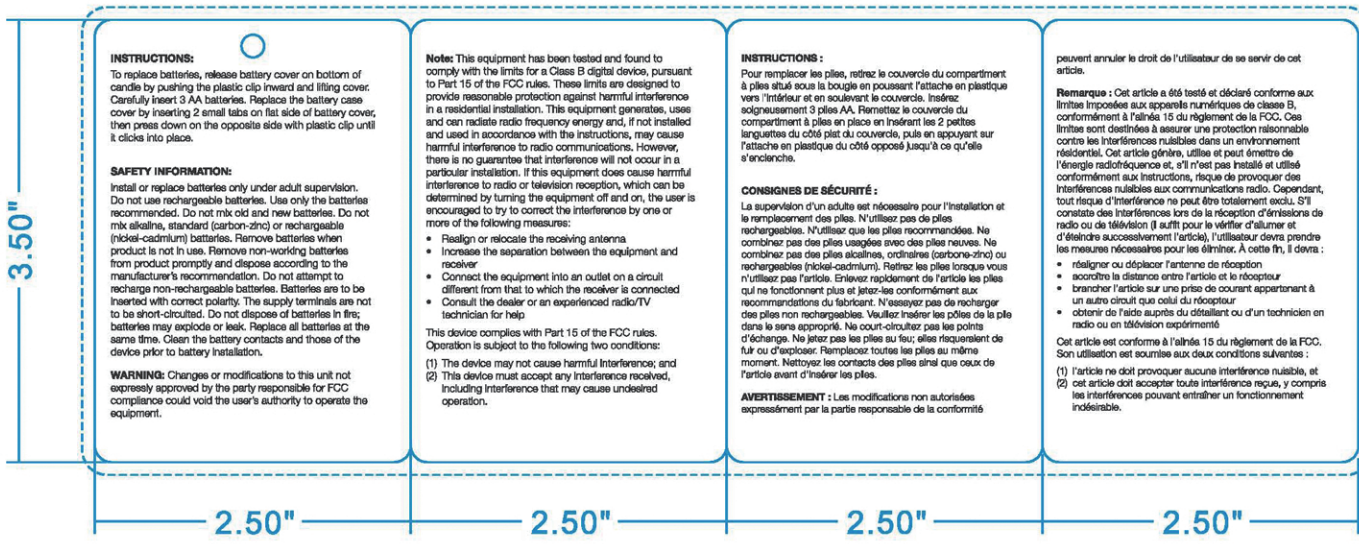 INSTRUCTIONS:
To replace batteries, release battery cover on bottom of
candle by pushing the plastic clip inward and lifting cover.
Carefully insert 3 AA batteries. Replace the battery case
cover by inserting 2 small tabs on flat side of battery cover,
then press down on the opposite side with plastic clip until
it clicks into place.
SAFETY INFORMATION:
Install or replace batteries only under adult supervision.
Do not use rechargeable batteries. Use only the batteries
recommended. Do not mix old and new batteries. Do not
mix alkaline, standard (carbon-zinc) or rechargeable
(nickel-cadmium) batteries. Remove batteries when
product is not in use. Remove non-working batteries
from product promptly and dispose according to the
manufacturer's recommendation. Do not attempt to
recharge non-rechargeable batteries. Batteries are to be
inserted with correct polarity. The supply terminals are not
to be short-circuited. Do not dispose of batteries in fire;
batteries may explode or leak. Replace all batteries at the
same time. Clean the battery contacts and those of the
device prior to battery installation.
WARNING: Changes or modifications to this unit not
expressly approved by the party responsible for FCC
compliance could void the user's authority to operate the
equipment.
Note: This equipment has been tested and found to
comply with the limits for a Class B digital device, pursuant
to Part 15 of the FCC rules. These limits are designed to
provide reasonable protection against harmful interference
in a residential installation. This equipment generates, uses
and can radiate radio frequency energy and, if not installed
and used in accordance with the instructions, may cause
harmful interference to radio communications. However,
there is no guarantee that interference will not occur in a
particular installation. If this equipment does cause harmful
interference to radio or television reception, which can be
determined by turning the equipment off and on, the user is
encouraged to try to correct the interference by one or
more of the following measures:
• Realign or relocate the receiving antenna
• Increase the separation between the equipment and
receiver
• Connect the equipment into an outlet on a circuit
different from that to which the receiver is connected
• Consult the dealer or an experienced radio/TV
technician for help
This device complies with Part 15 of the FCC rules.
Operation is subject to the following two conditions:
(1) The device may not cause harmful interference; and
(2) This device must accept any interference received,
including interference that may cause undesired
operation.
INSTRUCTIONS :
Pour remplacer les piles, retirez le couvercle du compartiment
à piles situé sous la bougie en poussant l'attache en plastique
vers l'intérieur et en soulevant le couvercle. Insérez
soigneusement 3 piles AA. Remettez le couvercle du
compartiment à piles en place en insérant les 2 petites
languettes du côté plat du couvercle, puis en appuyant sur
l'attache en plastique du côté opposé jusqu'à ce qu'elle
s'enclenche.
CONSIGNES DE SÉCURITÉ :
La supervision d'un adulte est nécessaire pour l'installation et
le remplacement des piles. N'utilisez pas de piles
rechargeables. N'utilisez que les piles recommandées. Ne
combinez pas des piles usagées avec des piles neuves. Ne
combinez pas des piles alcalines, ordinaires (carbone-zinc) ou
rechargeables (nickel-cadmium). Retirez les piles lorsque vous
n'utilisez pas l'article. Enlevez rapidement de l'article les piles
qui ne fonctionnent plus et jetez-les conformément aux
recommandations du fabricant. N'essayez pas de recharger
des piles non rechargeables. Veuillez insérer les pôles de la pile
dans le sens approprié. Ne court-circuitez pas les points
d'échange. Ne jetez pas les piles au feu; elles risqueraient de
fuir ou d'exploser. Remplacez toutes les piles au même
moment. Nettoyez les contacts des piles ainsi que ceux de
l'article avant d'insérer les piles.
AVERTISSEMENT : Les modifications non autorisées
expressément par la partie responsable de la conformité
peuvent annuler le droit de l'utilisateur de se servir de cet
article.
Remarque : Cet article a été testé et déclaré conforme aux
limites imposées aux appareils numériques de classe B,
conformément à l'alinéa 15 du règlement de la FCC. Ces
limites sont destinées à assurer une protection raisonnable
contre les interférences nuisibles dans un environnement
résidentiel. Cet article génère, utilise et peut émettre de
l'énergie radiofréquence et, s'il n'est pas installé et utilisé
conformément aux instructions, risque de provoquer des
interférences nuisibles aux communications radio. Cependant,
tout risque d'interférence ne peut être totalement exclu. S'il
constate des interférences lors de la réception d'émissions de
radio ou de télévision (il suffit pour le vérifier d'allumer et
d'éteindre successivement l'article), l'utilisateur devra prendre
les mesures nécessaires pour les éliminer. À cette fin, il devra :
• réaligner ou déplacer l'antenne de réception
• accroître la distance entre l'article et le récepteur
• brancher l'article sur une prise de courant appartenant à
un autre circuit que celui du récepteur
• obtenir de l'aide auprès du détaillant ou d'un technicien en
radio ou en télévision expérimenté
Cet article est conforme à l'alinéa 15 du règlement de la FCC.
Son utilisation est soumise aux deux conditions suivantes :
(1) l'article ne doit provoquer aucune interférence nuisible, et
(2) cet article doit accepter toute interférence reçue, y compris
les interférences pouvant entraîner un fonctionnement
indésirable.
3.50"
2.50"
2.50"
2.50"
2.50"